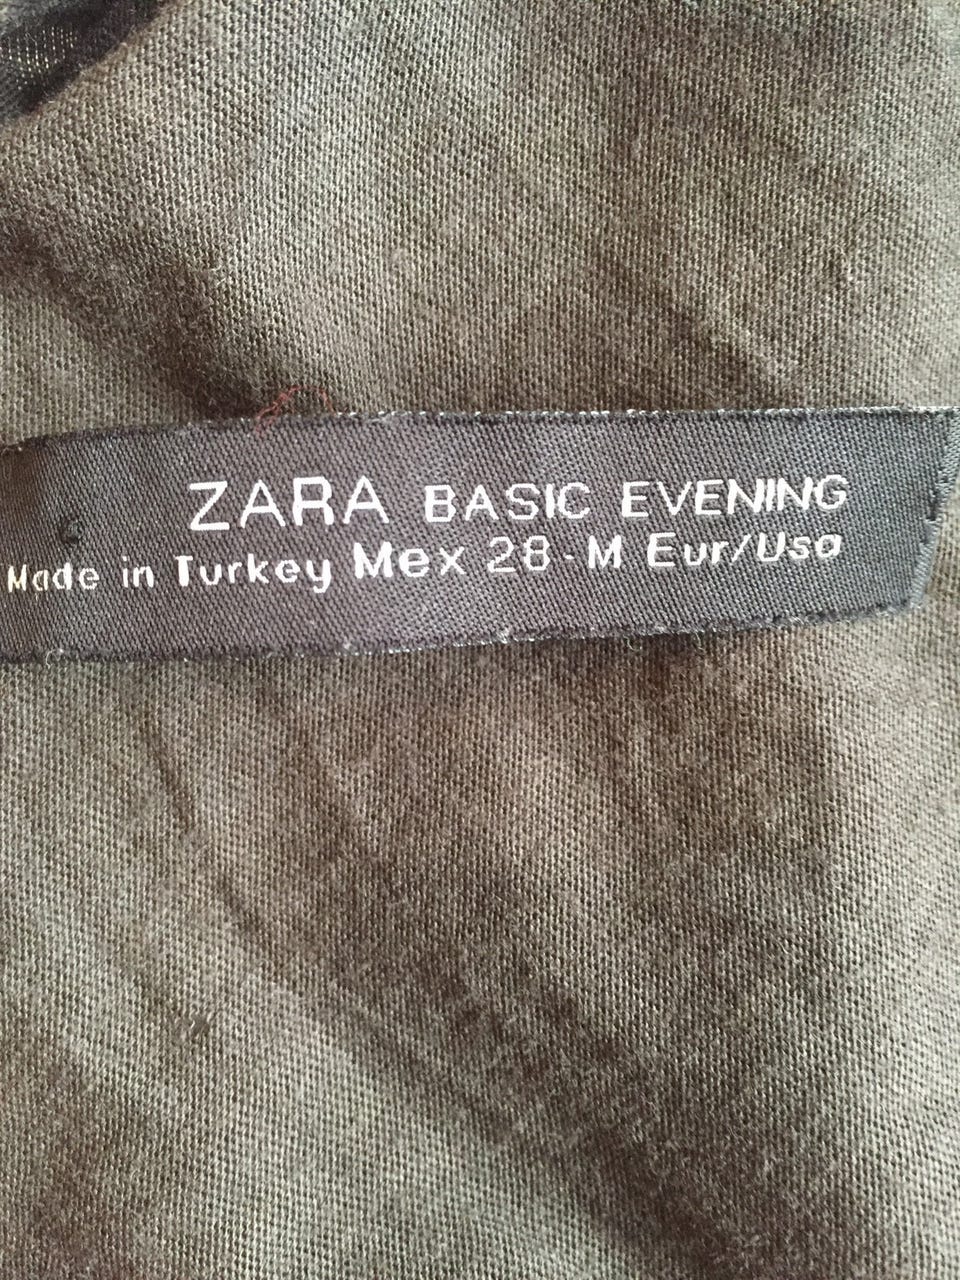 ZARA BASIC EVENING
Made in Turkey Mex 28-M Eur/Usa